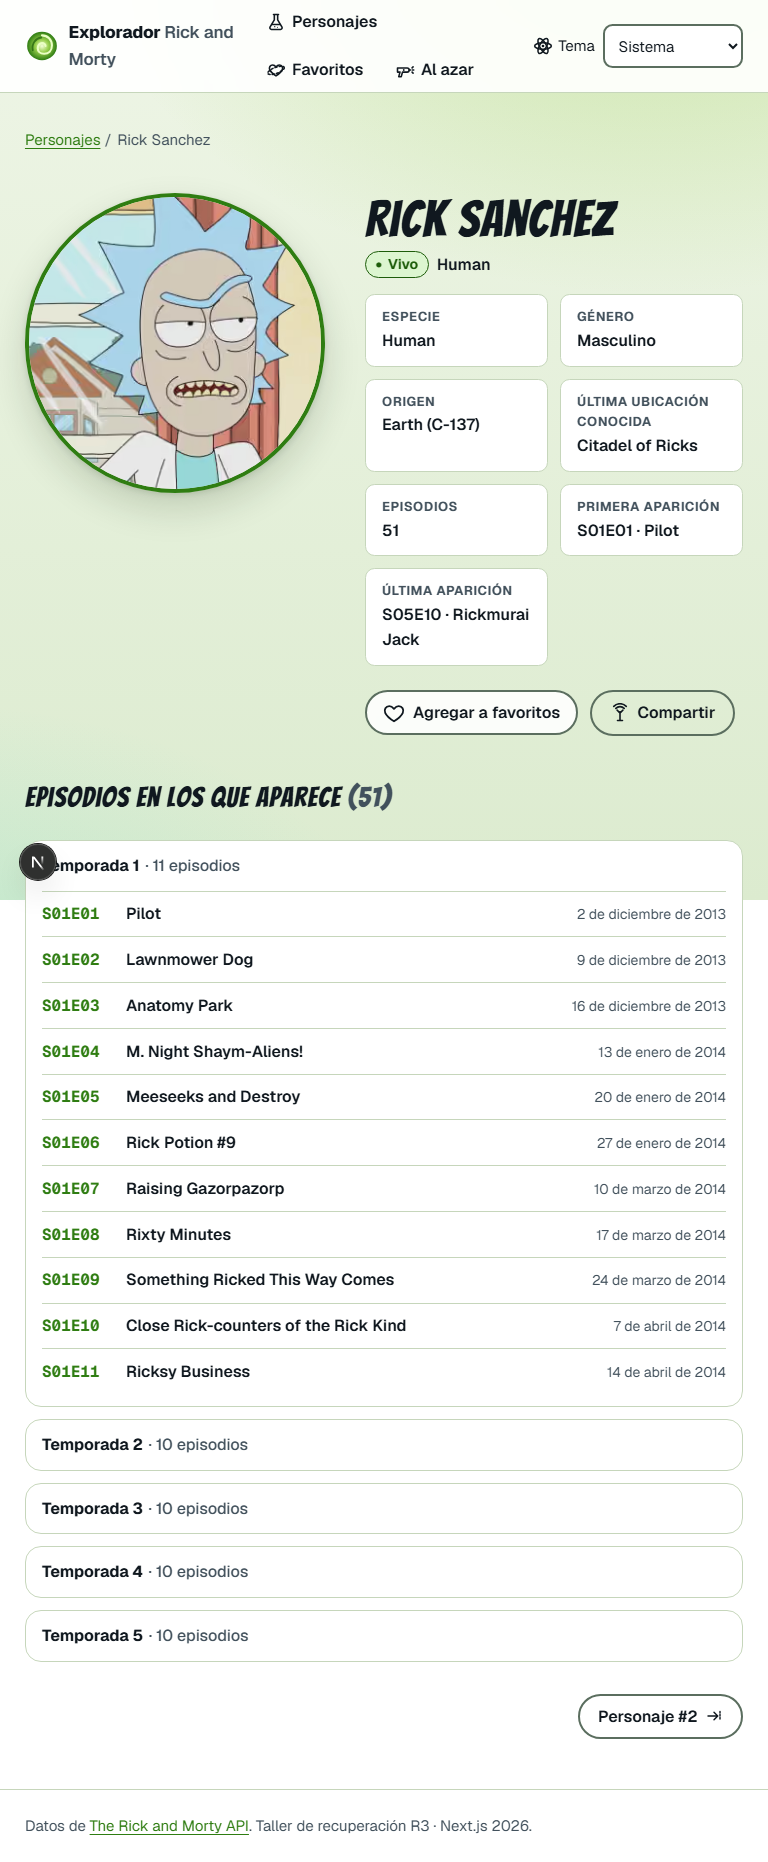 Explorador Rick and
Morty
Personajes
Favoritos
Al azar
Tema
Sistema
Personajes / Rick Sanchez
RICK SANCHEZ
• Vivo
Human
ESPECIE
Human
GÉNERO
Masculino
ORIGEN
Earth (C-137)
ÚLTIMA UBICACIÓN
CONOCIDA
Citadel of Ricks
EPISODIOS
51
PRIMERA APARICIÓN
S01E01 · Pilot
ÚLTIMA APARICIÓN
S05E10 · Rickmurai
Jack
Agregar a favoritos
Compartir
EPISODIOS EN LOS QUE APARECE (51)
N
emporada 1 · 11 episodios
S01E01 Pilot 2 de diciembre de 2013
S01E02 Lawnmower Dog 9 de diciembre de 2013
S01E03 Anatomy Park 16 de diciembre de 2013
S01E04 M. Night Shaym-Aliens! 13 de enero de 2014
S01E05 Meeseeks and Destroy 20 de enero de 2014
S01E06 Rick Potion #9 27 de enero de 2014
S01E07 Raising Gazorpazorp 10 de marzo de 2014
S01E08 Rixty Minutes 17 de marzo de 2014
S01E09 Something Ricked This Way Comes 24 de marzo de 2014
S01E10 Close Rick-counters of the Rick Kind 7 de abril de 2014
S01E11 Ricksy Business 14 de abril de 2014
Temporada 2 · 10 episodios
Temporada 3 · 10 episodios
Temporada 4 · 10 episodios
Temporada 5 · 10 episodios
Personaje #2
Datos de The Rick and Morty API. Taller de recuperación R3 · Next.js 2026.